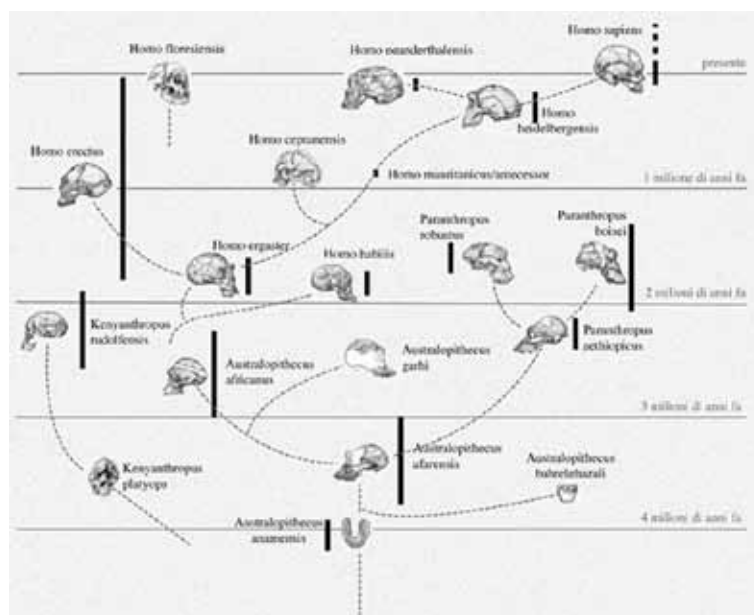 Homo sapiens
Homo floresiensis
Homo neanderthalensis
presente
Homo
heidelbergensis
Homo cepranensis
Homo erectus
Homo mauritanicus/antecessor
1 milione di anni fa
Paranthropus
robustus
Paranthropus
boisei
Homo ergaster
Homo habilis
2 milioni di anni fa
Kenyanthropus
rudolfensis
Paranthropus
aethiopicus
Australopithecus
africanus
Australopithecus
garhi
3 milioni di anni fa
Kenyanthropus
platyops
Australopithecus
afarensis
Australopithecus
bahrelghazali
4 milioni di anni fa
Australopithecus
anamensis